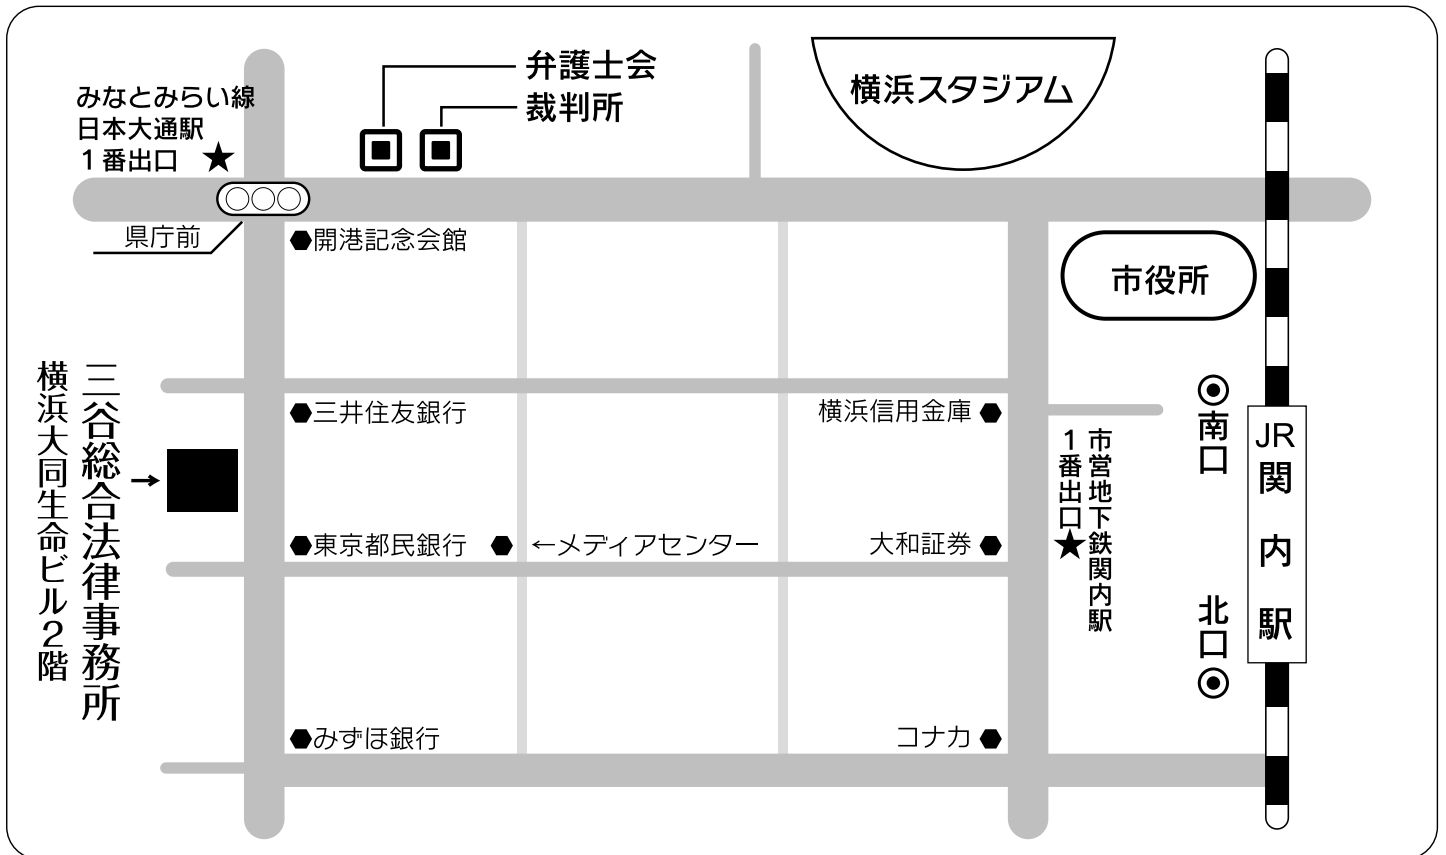 弁護士会
裁判所
横浜スタジアム
みなとみらい線
日本大通駅
1番出口
県庁前
開港記念会館
市役所
三谷総合法律事務所
横浜大同生命ビル2階
→
三井住友銀行
横浜信用金庫
市営地下鉄関内駅
1番出口
南口
JR関内駅
東京都民銀行
←メディアセンター
大和証券
北口
みずほ銀行
コナカ